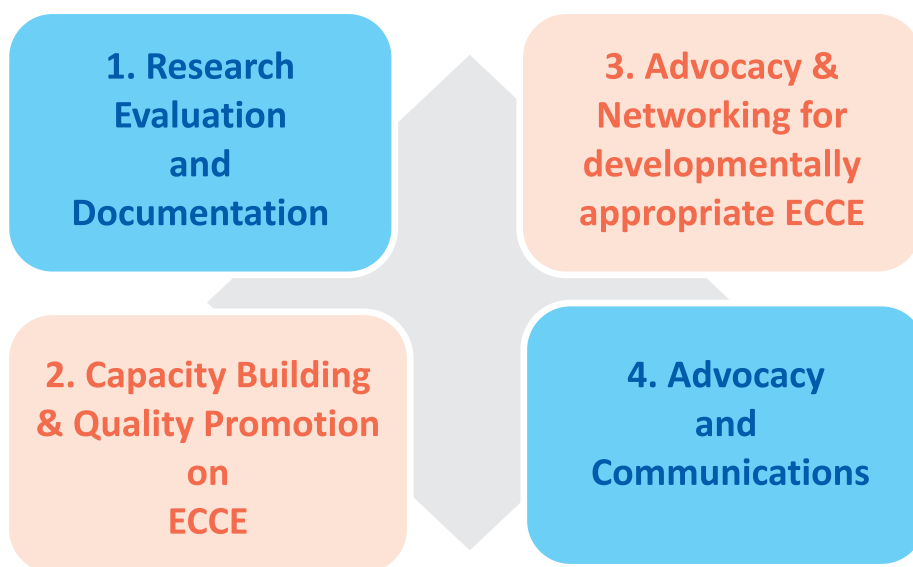 1. Research
Evaluation
and
Documentation
2. Capacity Building
& Quality Promotion
on
ECCE
3. Advocacy &
Networking for
developmentally
appropriate ECCE
4. Advocacy
and
Communications